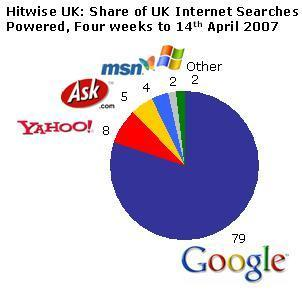 Hitwise UK: Share of UK Internet Searches
Powered, Four weeks to 14th April 2007
msn
Other
Ask
.com
5
4
2
2
YAHOO!
8
79
Google